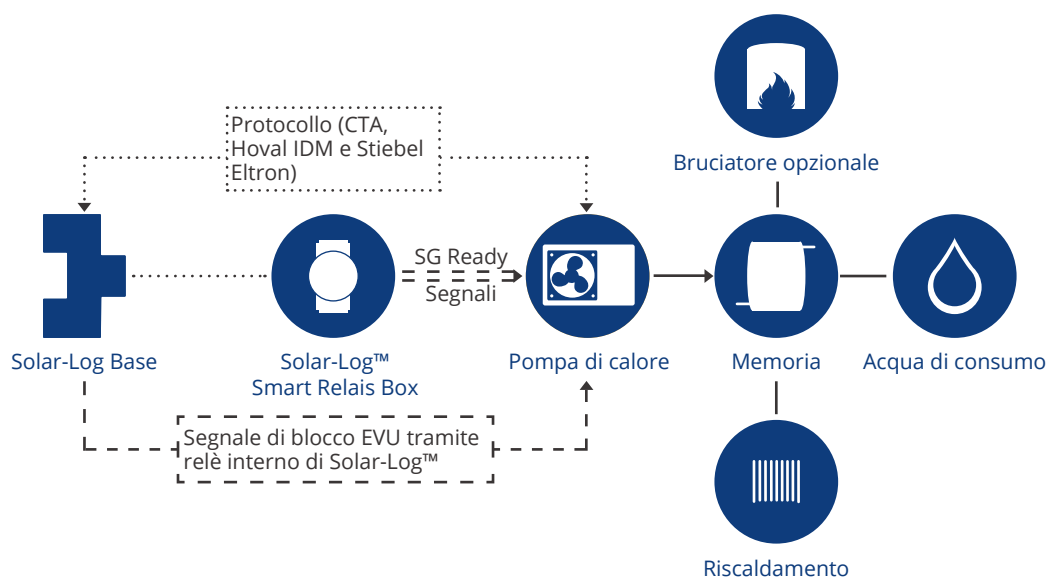 Protocollo (CTA,
Hoval IDM e Stiebel
Eltron)
Bruciatore opzionale
SG Ready
Segnali
Solar-Log Base
Solar-Log™
Smart Relais Box
Pompa di calore
Memoria
Acqua di consumo
Segnale di blocco EVU tramite
relè interno di Solar-Log™
Riscaldamento